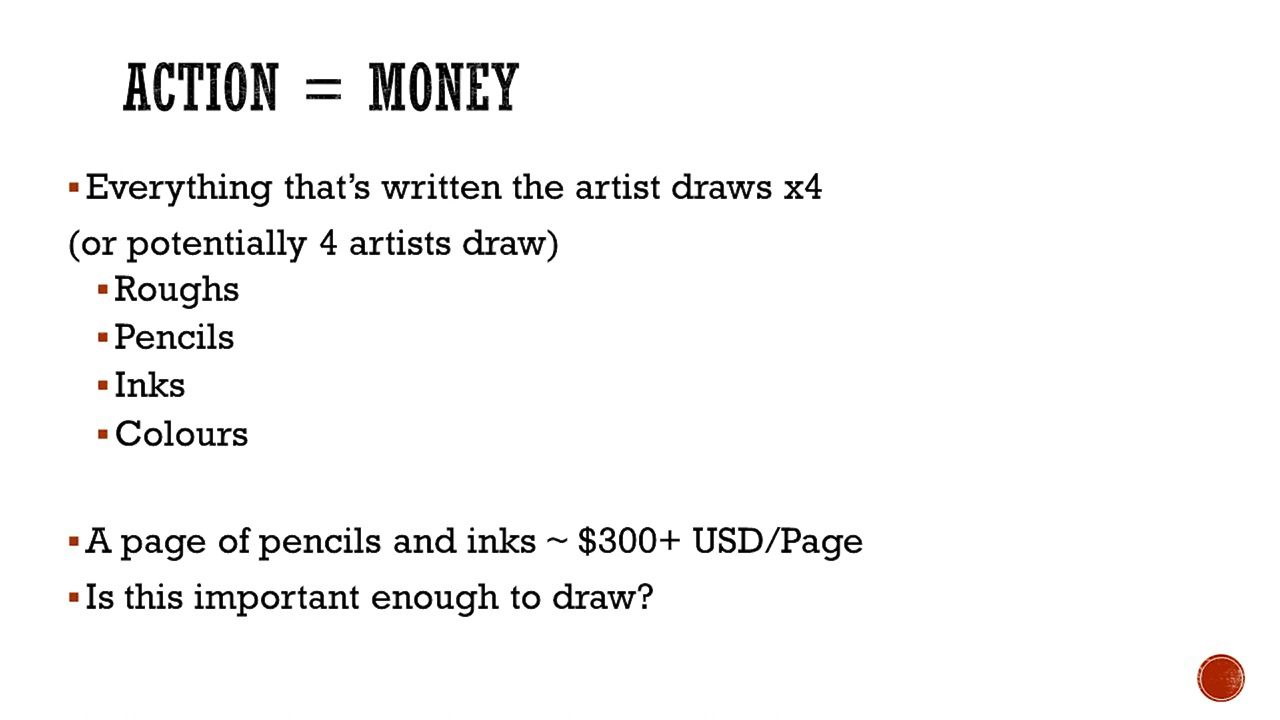 ACTION = MONEY
▪Everything that’s written the artist draws x4
(or potentially 4 artists draw)
▪Roughs
▪Pencils
▪Inks
▪Colours
▪A page of pencils and inks ~ $300+ USD/Page
▪Is this important enough to draw?